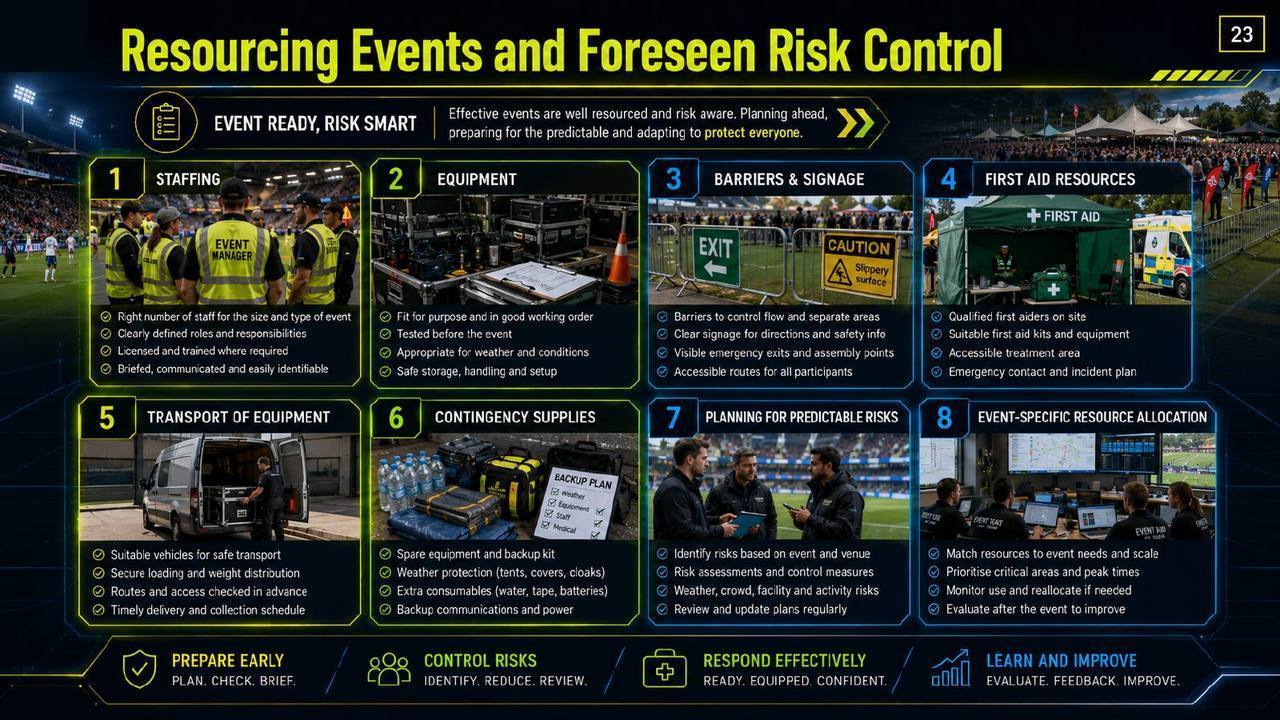 Resourcing Events and Foreseen Risk Control
23
EVENT READY, RISK SMART
Effective events are well resourced and risk aware. Planning ahead,
preparing for the predictable and adapting to protect everyone.
1 STAFFING
EVENT
MANAGER
Right number of staff for the size and type of event
Clearly defined roles and responsibilities
Licensed and trained where required
Briefed, communicated and easily identifiable
2 EQUIPMENT
Fit for purpose and in good working order
Tested before the event
Appropriate for weather and conditions
Safe storage, handling and setup
3 BARRIERS & SIGNAGE
EXIT
CAUTION
Slippery
surface
Barriers to control flow and separate areas
Clear signage for directions and safety info
Visible emergency exits and assembly points
Accessible routes for all participants
4 FIRST AID RESOURCES
FIRST AID
Qualified first aiders on site
Suitable first aid kits and equipment
Accessible treatment area
Emergency contact and incident plan
5 TRANSPORT OF EQUIPMENT
Suitable vehicles for safe transport
Secure loading and weight distribution
Routes and access checked in advance
Timely delivery and collection schedule
6 CONTINGENCY SUPPLIES
BACKUP PLAN
Weather
Equipment
Staff
Medical
Spare equipment and backup kit
Weather protection (tents, covers, cloaks)
Extra consumables (water, tape, batteries)
Backup communications and power
7 PLANNING FOR PREDICTABLE RISKS
Identify risks based on event and venue
Risk assessments and control measures
Weather, crowd, facility and activity risks
Review and update plans regularly
8 EVENT-SPECIFIC RESOURCE ALLOCATION
EVENT
Match resources to event needs and scale
Prioritise critical areas and peak times
Monitor use and reallocate if needed
Evaluate after the event to improve
PREPARE EARLY
PLAN. CHECK. BRIEF.
CONTROL RISKS
IDENTIFY. REDUCE. REVIEW.
RESPOND EFFECTIVELY
READY. EQUIPPED. CONFIDENT.
LEARN AND IMPROVE
EVALUATE. FEEDBACK. IMPROVE.